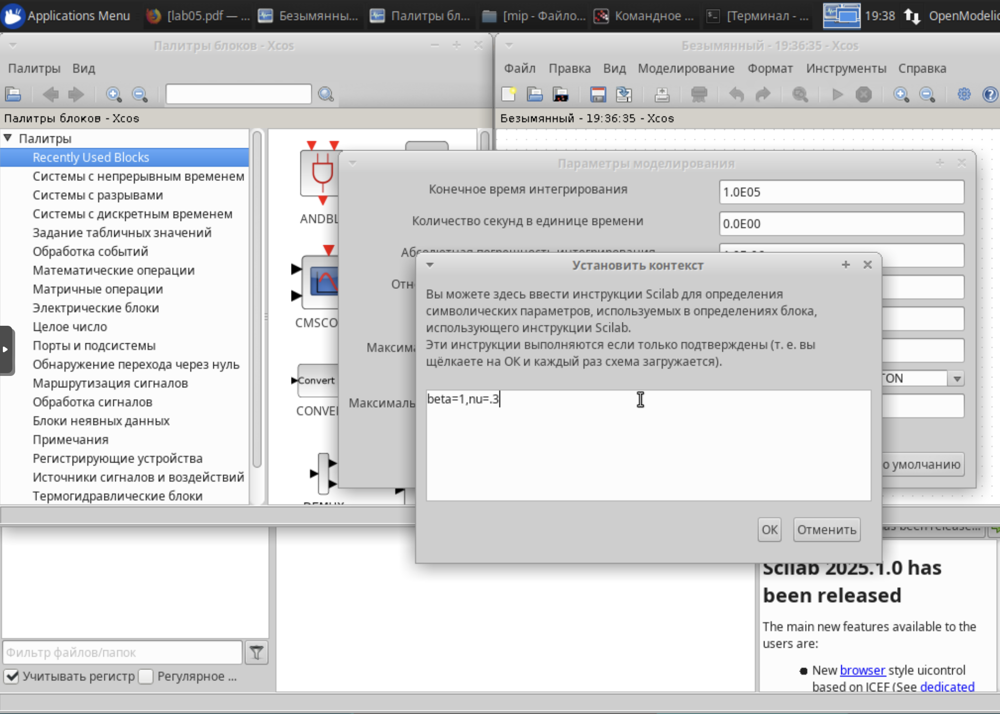 Applications Menu
[lab05.pdf — ...
Безымянны...
Палитры бл...
[mip - Файло...
Командное ...
[Терминал - ...
19:38
OpenModelic
Палитры блоков - Xcos
Палитры Вид
Палитры блоков - Xcos
Палитры
Recently Used Blocks
Системы с непрерывным временем
Системы с разрывами
Системы с дискретным временем
Задание табличных значений
Обработка событий
Математические операции
Матричные операции
Электрические блоки
Целое число
Порты и подсистемы
Обнаружение перехода через нуль
Маршрутизация сигналов
Обработка сигналов
Блоки неявных данных
Примечания
Регистрирующие устройства
Источники сигналов и воздействий
Термогидравлические блоки
ANDBL
CMSCO
Convert
CONVE
Безымянный - 19:36:35 - Xcos
Файл Правка Вид Моделирование Формат Инструменты Справка
Безымянный - 19:36:35 - Xcos
Параметры моделирования
Конечное время интегрирования 1.0E05
Количество секунд в единице времени 0.0E00
Абсолютная погрешность интегрирования
Отн
Максима
TON
Максималь
о умолчанию
Установить контекст
Вы можете здесь ввести инструкции Scilab для определения
символических параметров, используемых в определениях блока,
использующего инструкции Scilab.
Эти инструкции выполняются если только подтверждены (т. е. вы
щёлкаете на ОК и каждый раз схема загружается).
beta=1,nu=.3
ОК Отменить
Фильтр файлов/папок
Учитывать регистр Регулярное ...
Scilab 2025.1.0 has
been released
The main new features available to the
users are:
New browser style uicontrol
based on ICEF (See dedicated